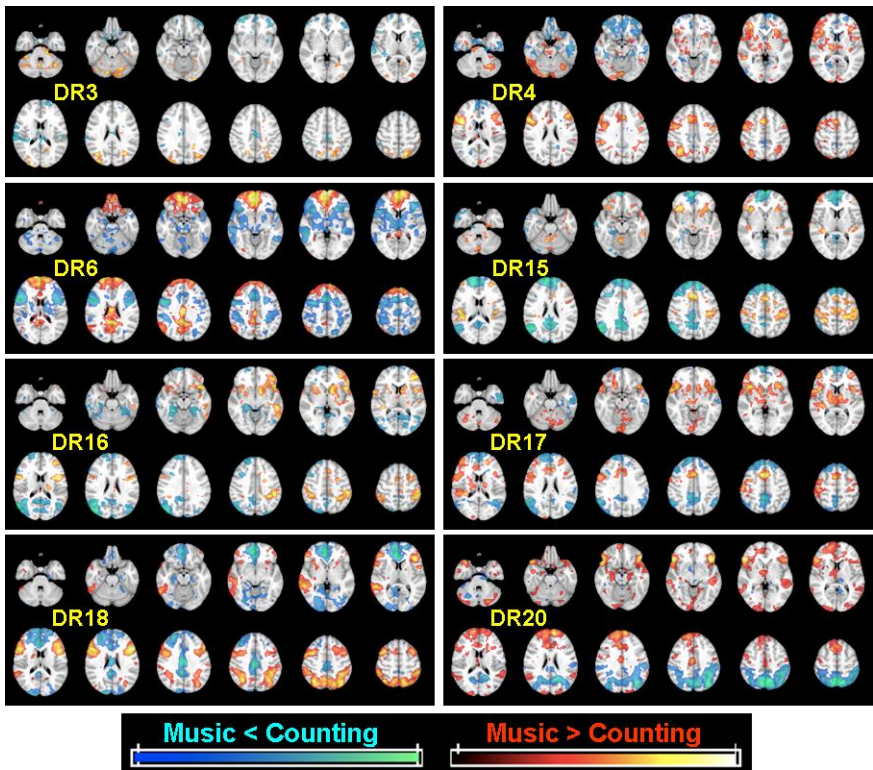 DR3
DR4
DR6
DR15
DR16
DR17
DR18
DR20
Music < Counting
Music > Counting